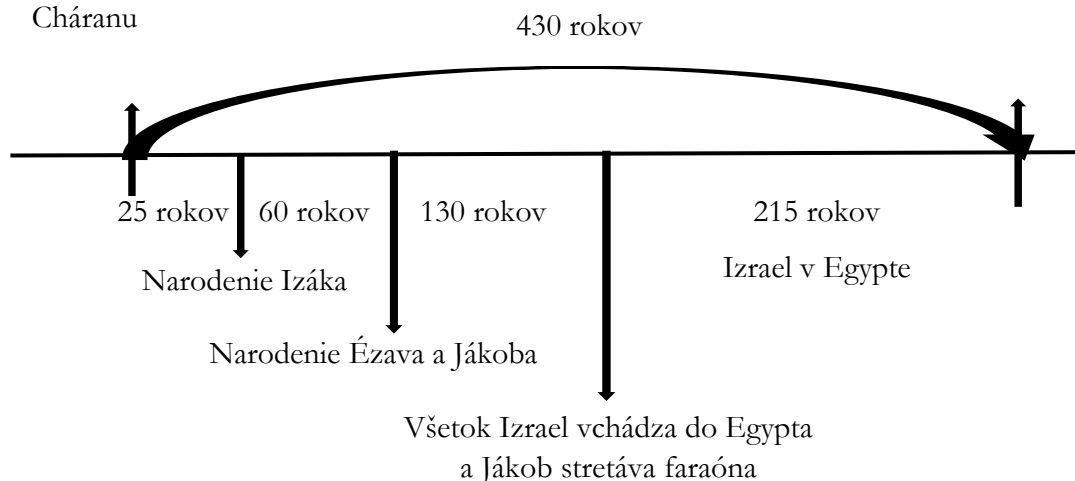 Cháranu
430 rokov
25 rokov
60 rokov
130 rokov
215 rokov
Narodenie Izáka
Izrael v Egypte
Narodenie Ézava a Jákoba
Všetok Izrael vchádza do Egypta
a Jákob stretáva faraóna